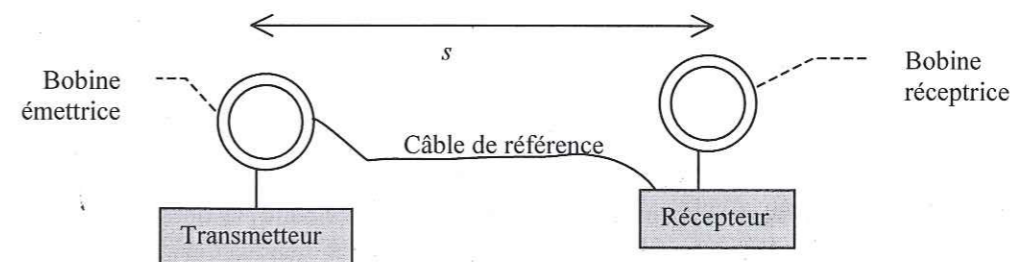 s
Bobine
émettrice
Bobine
réceptrice
Câble de référence
Transmetteur
Récepteur